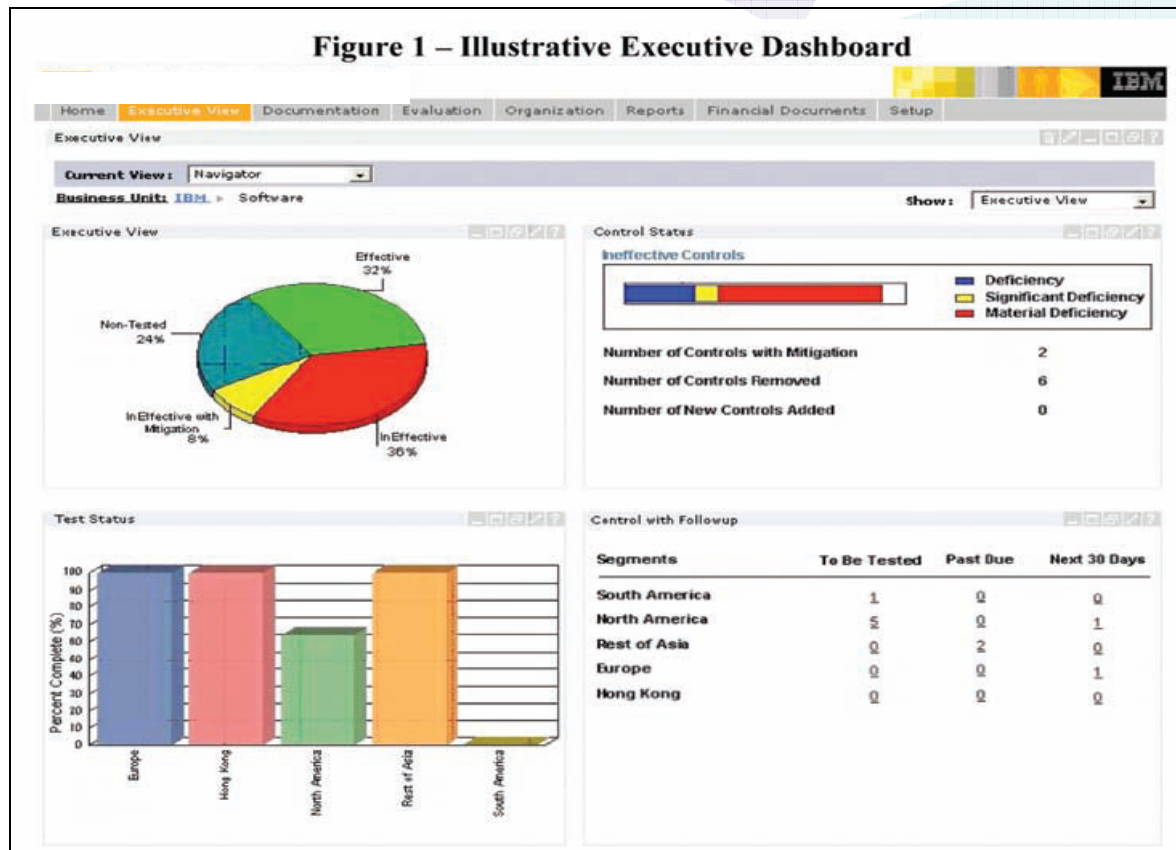 Figure 1 – Illustrative Executive Dashboard
IBM
Home Executive View Documentation Evaluation Organization Reports Financial Documents Setup
Executive View
Current View: Navigator
Business Unit: IBM Software
Show: Executive View
Executive View
Effective
32%
Non-Tested
24%
InEffective with
Mitigation
8%
InEffective
36%
Control Status
Ineffective Controls
Deficiency
Significant Deficiency
Material Deficiency
Number of Controls with Mitigation 2
Number of Controls Removed 6
Number of New Controls Added 0
Test Status
Percent Complete (%)
100
90
80
70
60
50
40
30
20
10
0
Europe
Hong Kong
North America
Rest of Asia
South America
Control with Followup
Segments To Be Tested Past Due Next 30 Days
South America 1 0 0
North America 5 0 1
Rest of Asia 0 2 0
Europe 0 0 1
Hong Kong 0 0 0